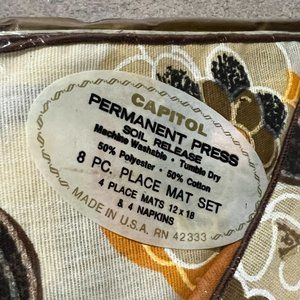 CAPITOL
PERMANENT PRESS
SOIL RELEASE
Machine Washable · Tumble Dry
50% Polyester · 50% Cotton
8 PC. PLACE MAT SET
4 PLACE MATS 12 x 18
& 4 NAPKINS
MADE IN U.S.A. RN 42333